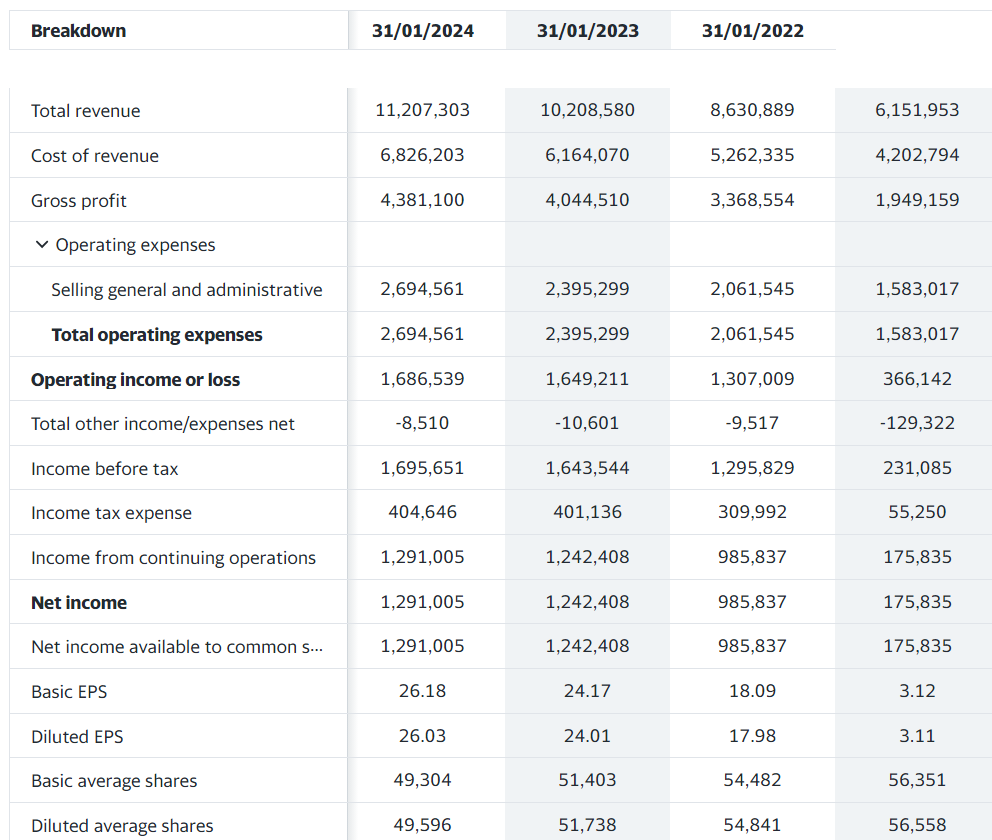 Breakdown 31/01/2024 31/01/2023 31/01/2022
Total revenue 11,207,303 10,208,580 8,630,889 6,151,953
Cost of revenue 6,826,203 6,164,070 5,262,335 4,202,794
Gross profit 4,381,100 4,044,510 3,368,554 1,949,159
Operating expenses
Selling general and administrative 2,694,561 2,395,299 2,061,545 1,583,017
Total operating expenses 2,694,561 2,395,299 2,061,545 1,583,017
Operating income or loss 1,686,539 1,649,211 1,307,009 366,142
Total other income/expenses net -8,510 -10,601 -9,517 -129,322
Income before tax 1,695,651 1,643,544 1,295,829 231,085
Income tax expense 404,646 401,136 309,992 55,250
Income from continuing operations 1,291,005 1,242,408 985,837 175,835
Net income 1,291,005 1,242,408 985,837 175,835
Net income available to common s... 1,291,005 1,242,408 985,837 175,835
Basic EPS 26.18 24.17 18.09 3.12
Diluted EPS 26.03 24.01 17.98 3.11
Basic average shares 49,304 51,403 54,482 56,351
Diluted average shares 49,596 51,738 54,841 56,558